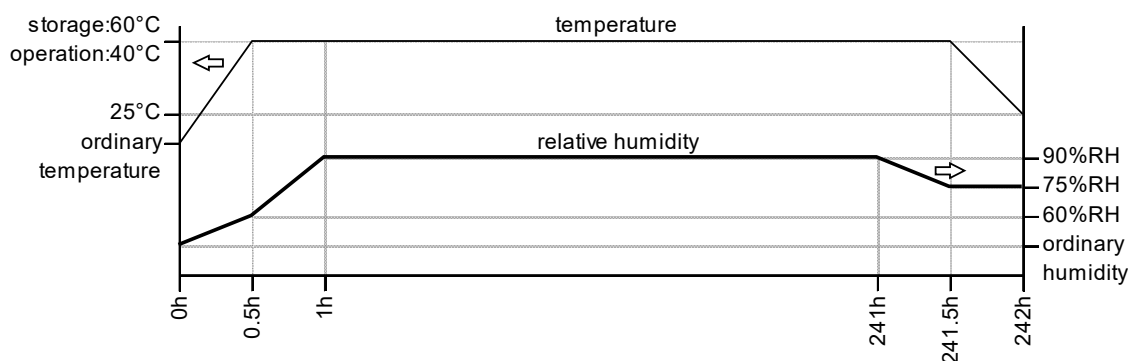 storage:60°C
operation:40°C
temperature
25°C
ordinary
temperature
relative humidity
90%RH
75%RH
60%RH
ordinary
humidity
0h
0.5h
1h
241h
241.5h
242h